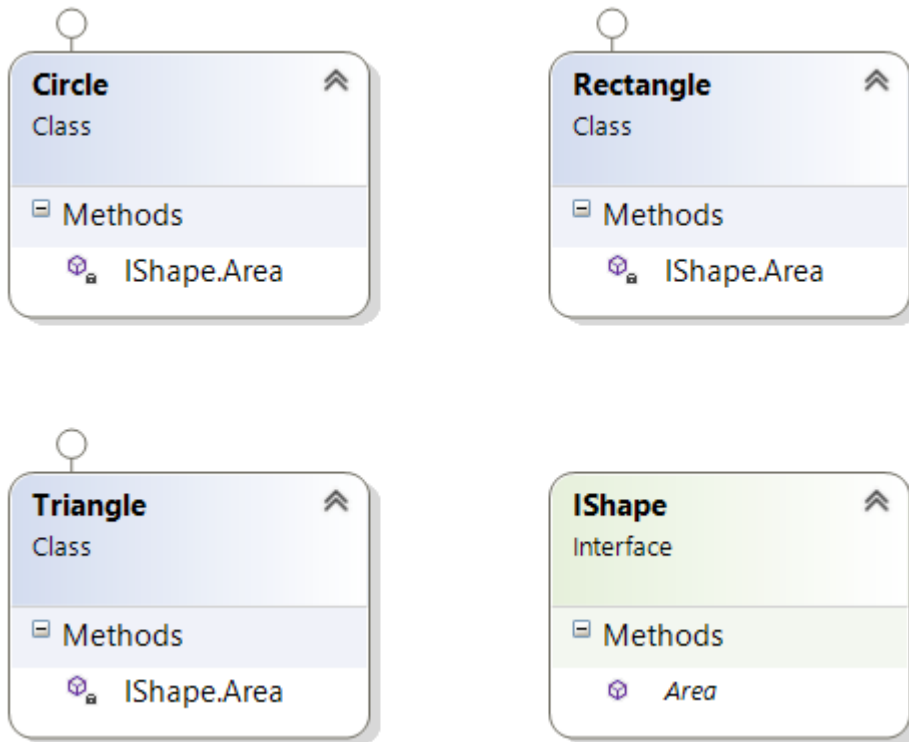 Circle
Class
Methods
IShape.Area
Rectangle
Class
Methods
IShape.Area
Triangle
Class
Methods
IShape.Area
IShape
Interface
Methods
Area